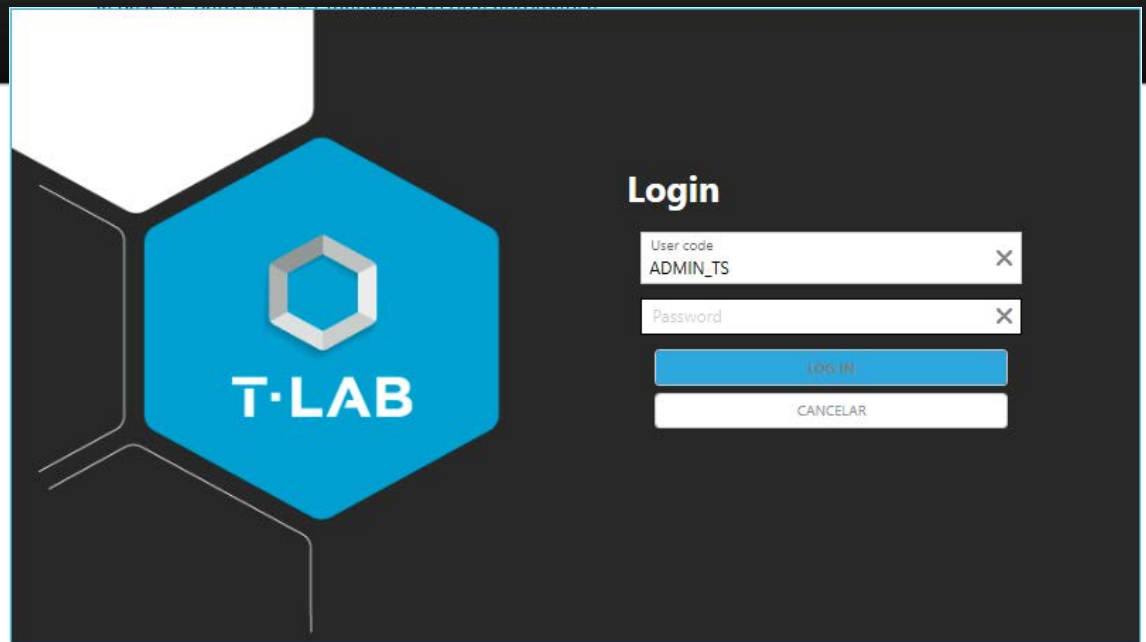 Login
User code
ADMIN_TS
Password
LOG IN
CANCELAR
T·LAB